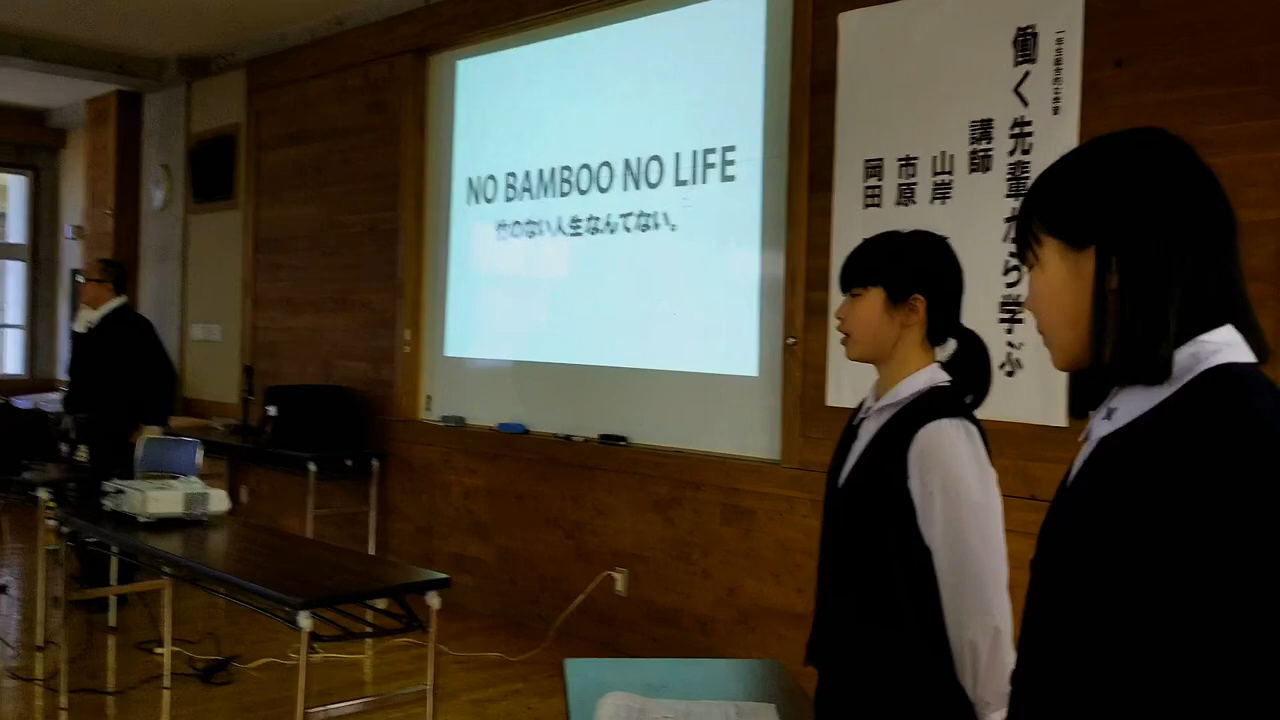 NO BAMBOO NO LIFE
竹のない人生なんてない。
働く先輩から学ぶ
講師
山岸
市原
岡田